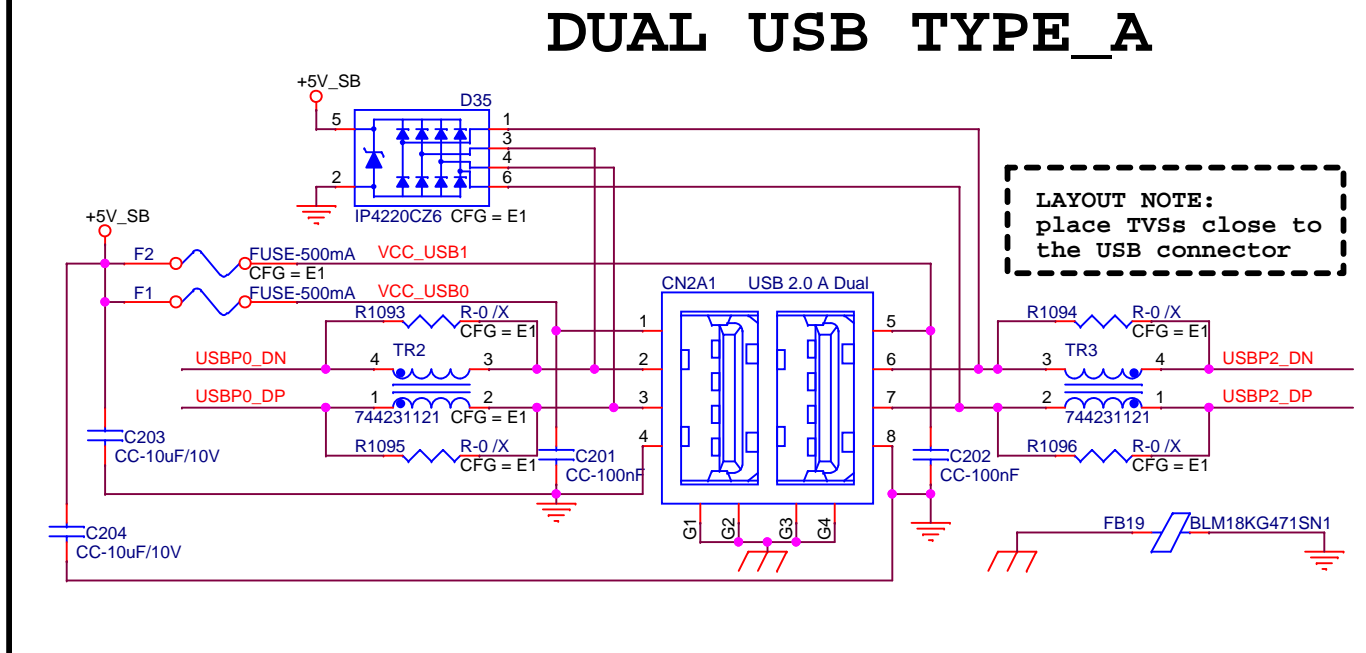 DUAL USB TYPE_A
+5V_SB
D35
5
1
3
4
2
6
IP4220CZ6 CFG = E1
LAYOUT NOTE:
place TVSs close to
the USB connector
+5V_SB
F2 FUSE-500mA VCC_USB1
CFG = E1
F1 FUSE-500mA VCC_USB0
CN2A1 USB 2.0 A Dual
R1093 R-0 /X
CFG = E1
R1094 R-0 /X
CFG = E1
1
5
USBP0_DN
4 TR2 3
2
6
3 TR3 4
USBP2_DN
USBP0_DP
1 2
744231121 CFG = E1
3
7
2 1
744231121
USBP2_DP
R1095 R-0 /X
CFG = E1
4
8
R1096 R-0 /X
CFG = E1
C203
CC-10uF/10V
C201
CC-100nF
C202
CC-100nF
G1 G2 G3 G4
C204
CC-10uF/10V
FB19 BLM18KG471SN1